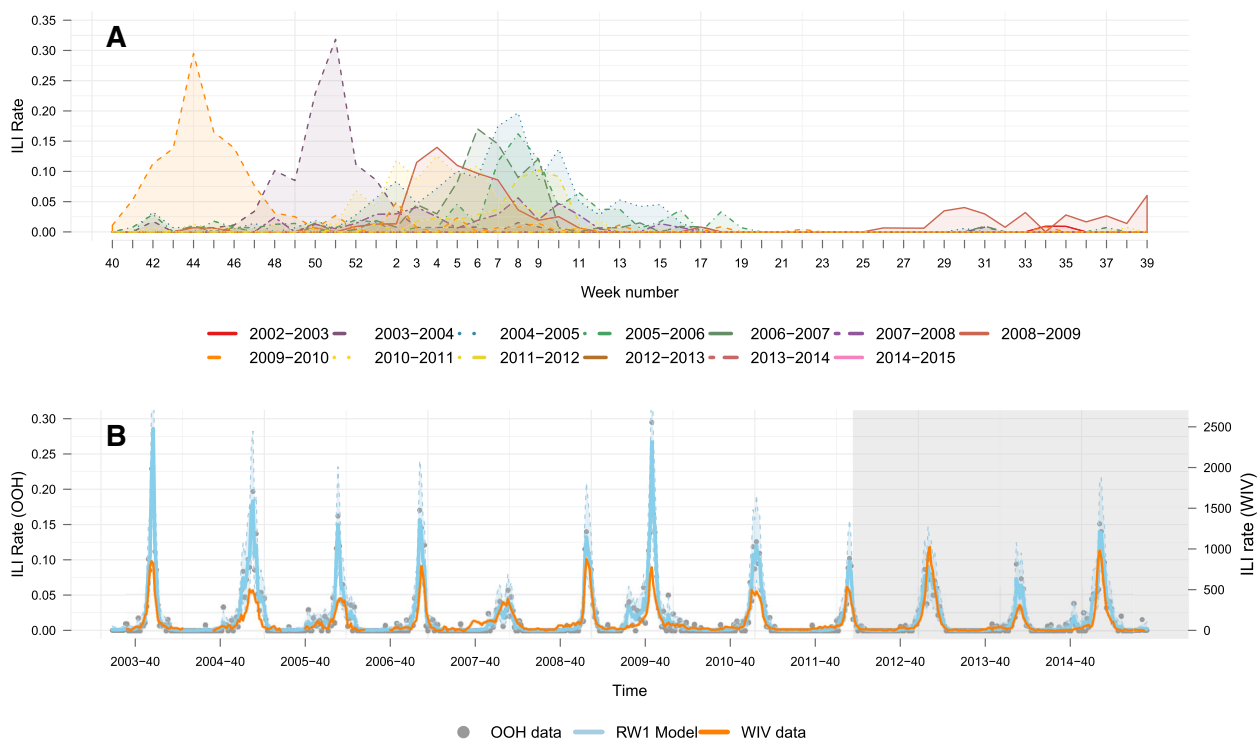 A
0.35
0.30
0.25
0.20
0.15
0.10
0.05
0.00
ILI Rate
40 42 44 46 48 50 52 2 3 4 5 6 7 8 9 11 13 15 17 19 21 23 25 27 29 31 33 35 37 39
Week number
2002−2003 2003−2004 2004−2005 2005−2006 2006−2007 2007−2008 2008−2009
2009−2010 2010−2011 2011−2012 2012−2013 2013−2014 2014−2015
B
0.30
0.25
0.20
0.15
0.10
0.05
0.00
ILI Rate (OOH)
2500
2000
1500
1000
500
0
ILI rate (WIV)
2003−40 2004−40 2005−40 2006−40 2007−40 2008−40 2009−40 2010−40 2011−40 2012−40 2013−40 2014−40
Time
OOH data RW1 Model WIV data